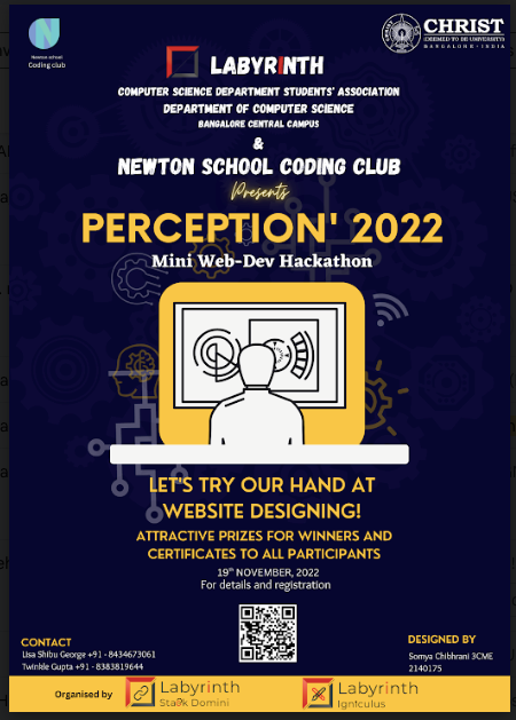 Newton school
Coding club
CHRIST
(DEEMED TO BE UNIVERSITY)
BANGALORE · INDIA
LABYRINTH
COMPUTER SCIENCE DEPARTMENT STUDENTS' ASSOCIATION
DEPARTMENT OF COMPUTER SCIENCE
BANGALORE CENTRAL CAMPUS
&
NEWTON SCHOOL CODING CLUB
Presents
PERCEPTION' 2022
Mini Web-Dev Hackathon
LET'S TRY OUR HAND AT
WEBSITE DESIGNING!
ATTRACTIVE PRIZES FOR WINNERS AND
CERTIFICATES TO ALL PARTICIPANTS
19th NOVEMBER, 2022
For details and registration
CONTACT
Lisa Shibu George +91 - 8434673061
Twinkle Gupta +91 - 8383819644
DESIGNED BY
Somya Chibhrani 3CME
2140175
Organised by
Labyrinth
Domini
Labyrinth
Igniculus